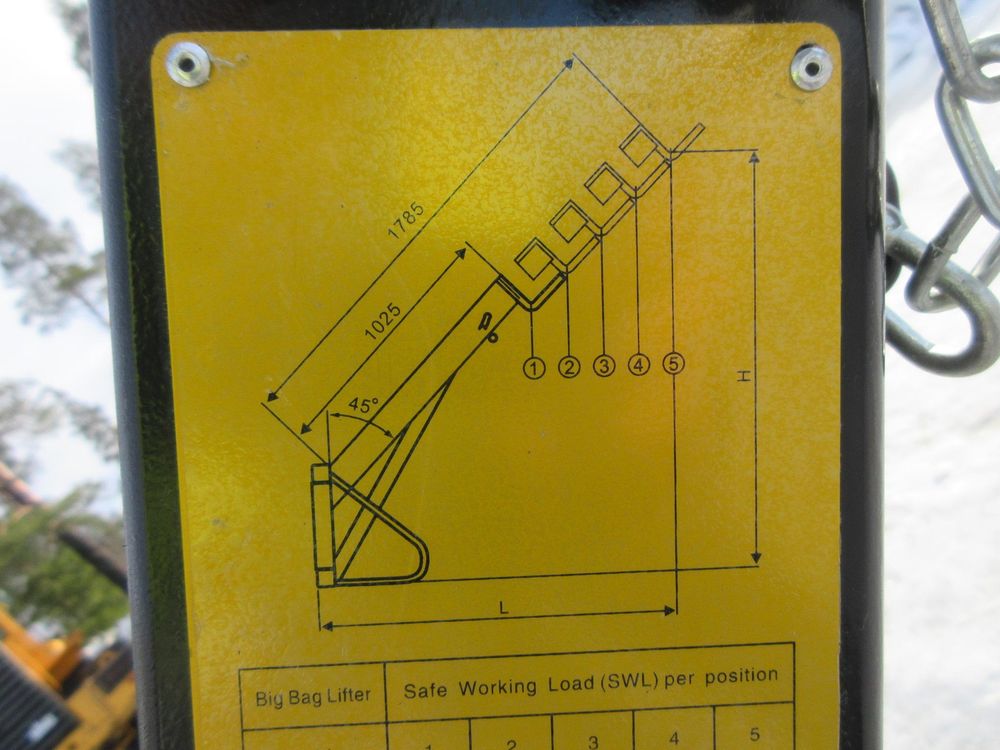 1785
1025
45°
① ② ③ ④ ⑤
H
L
Big Bag Lifter
Safe Working Load (SWL) per position
1 2 3 4 5